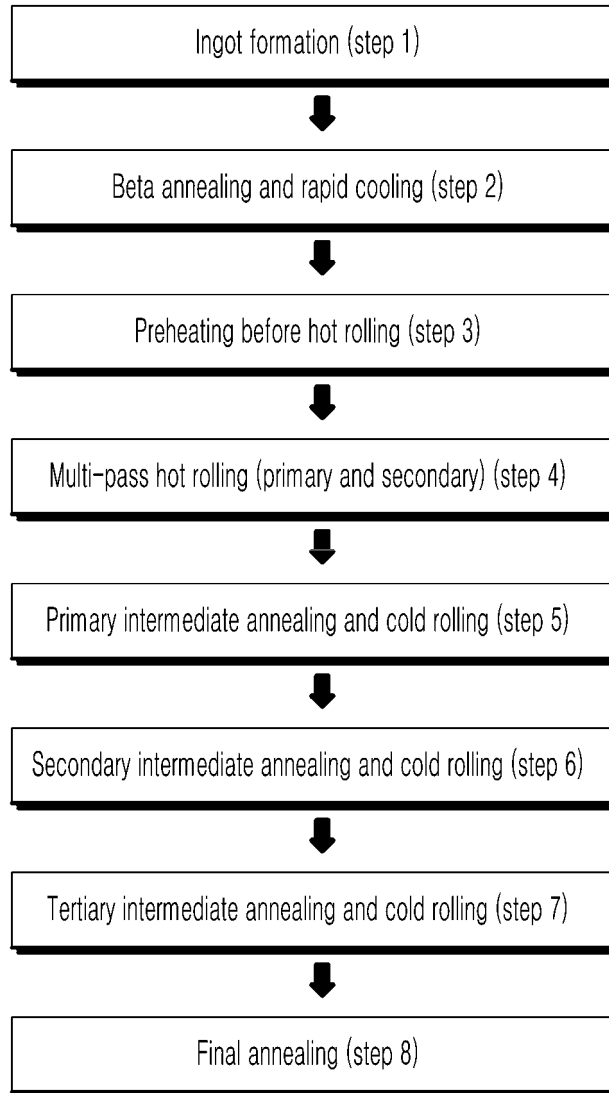 Ingot formation (step 1)
Beta annealing and rapid cooling (step 2)
Preheating before hot rolling (step 3)
Multi-pass hot rolling (primary and secondary) (step 4)
Primary intermediate annealing and cold rolling (step 5)
Secondary intermediate annealing and cold rolling (step 6)
Tertiary intermediate annealing and cold rolling (step 7)
Final annealing (step 8)